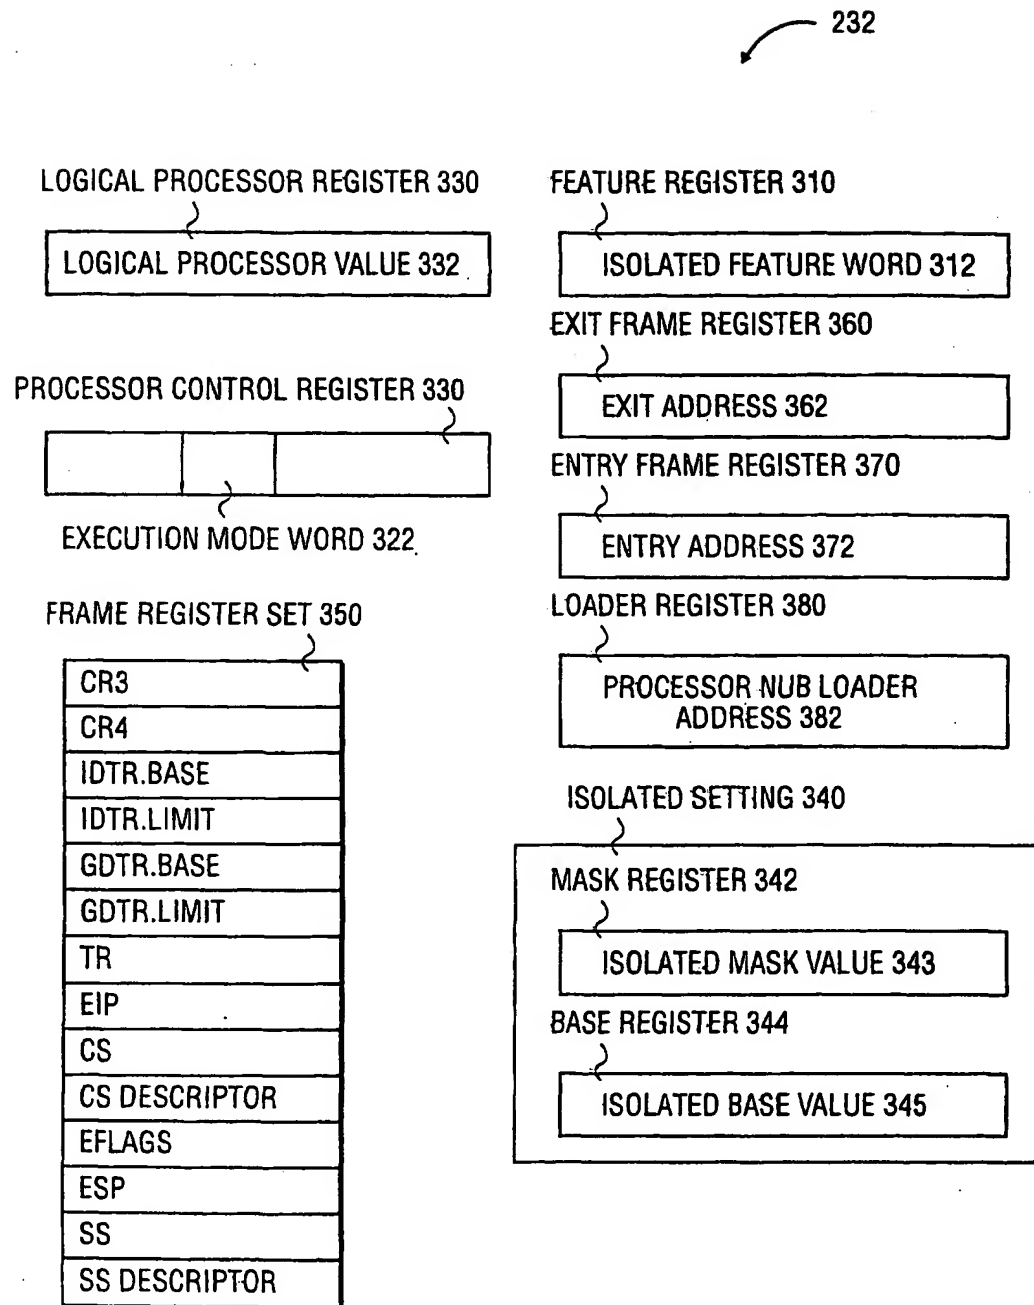 232
LOGICAL PROCESSOR REGISTER 330
LOGICAL PROCESSOR VALUE 332
PROCESSOR CONTROL REGISTER 330
EXECUTION MODE WORD 322
FRAME REGISTER SET 350
CR3
CR4
IDTR.BASE
IDTR.LIMIT
GDTR.BASE
GDTR.LIMIT
TR
EIP
CS
CS DESCRIPTOR
EFLAGS
ESP
SS
SS DESCRIPTOR
FEATURE REGISTER 310
ISOLATED FEATURE WORD 312
EXIT FRAME REGISTER 360
EXIT ADDRESS 362
ENTRY FRAME REGISTER 370
ENTRY ADDRESS 372
LOADER REGISTER 380
PROCESSOR NUB LOADER
ADDRESS 382
ISOLATED SETTING 340
MASK REGISTER 342
ISOLATED MASK VALUE 343
BASE REGISTER 344
ISOLATED BASE VALUE 345